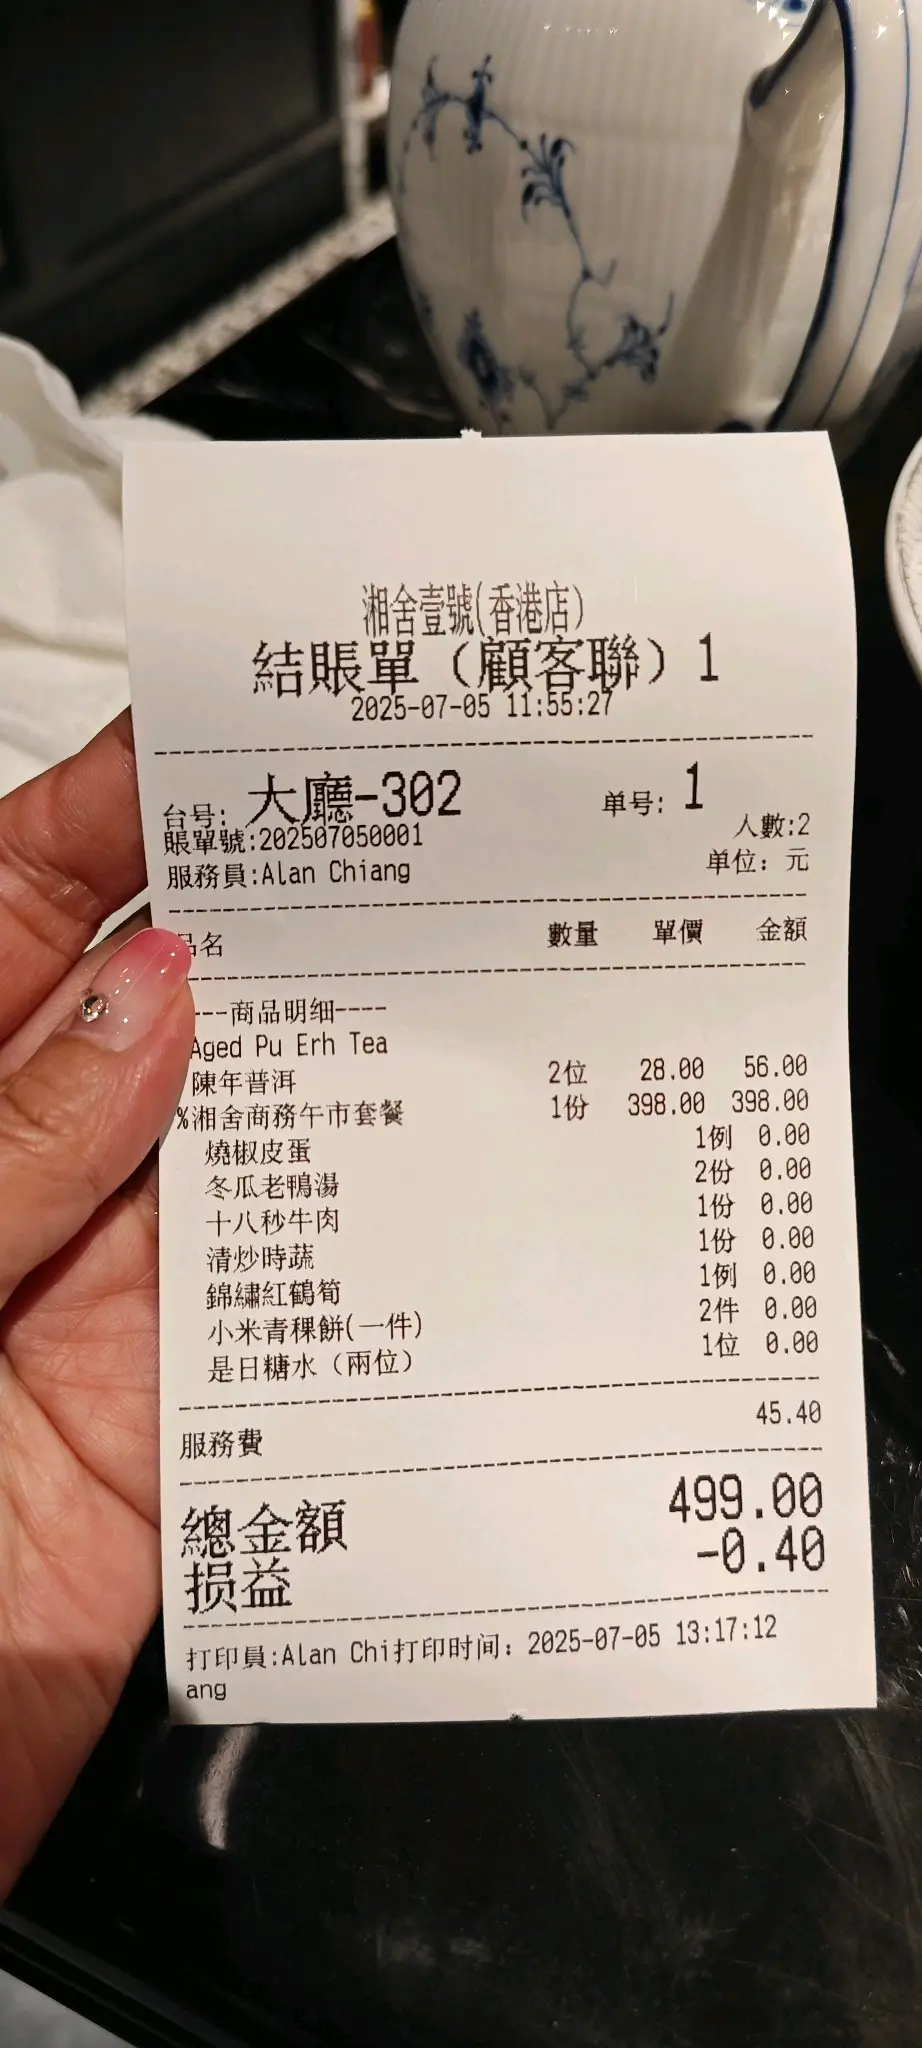 湘舍壹號(香港店)
結賬單（顧客聯）1
2025-07-05 11:55:27
台号: 大廳-302 单号: 1
賬單號:202507050001 人數:2
服務員:Alan Chiang 单位: 元
品名 數量 單價 金額
----商品明细----
Aged Pu Erh Tea
陳年普洱 2位 28.00 56.00
%湘舍商務午市套餐 1份 398.00 398.00
燒椒皮蛋 1例 0.00
冬瓜老鴨湯 2份 0.00
十八秒牛肉 1份 0.00
清炒時蔬 1份 0.00
錦繡紅鶴筍 1例 0.00
小米青稞餅(一件) 2件 0.00
是日糖水（兩位） 1位 0.00
服務費 45.40
總金額 499.00
损益 -0.40
打印員:Alan Chi打印时间: 2025-07-05 13:17:12
ang